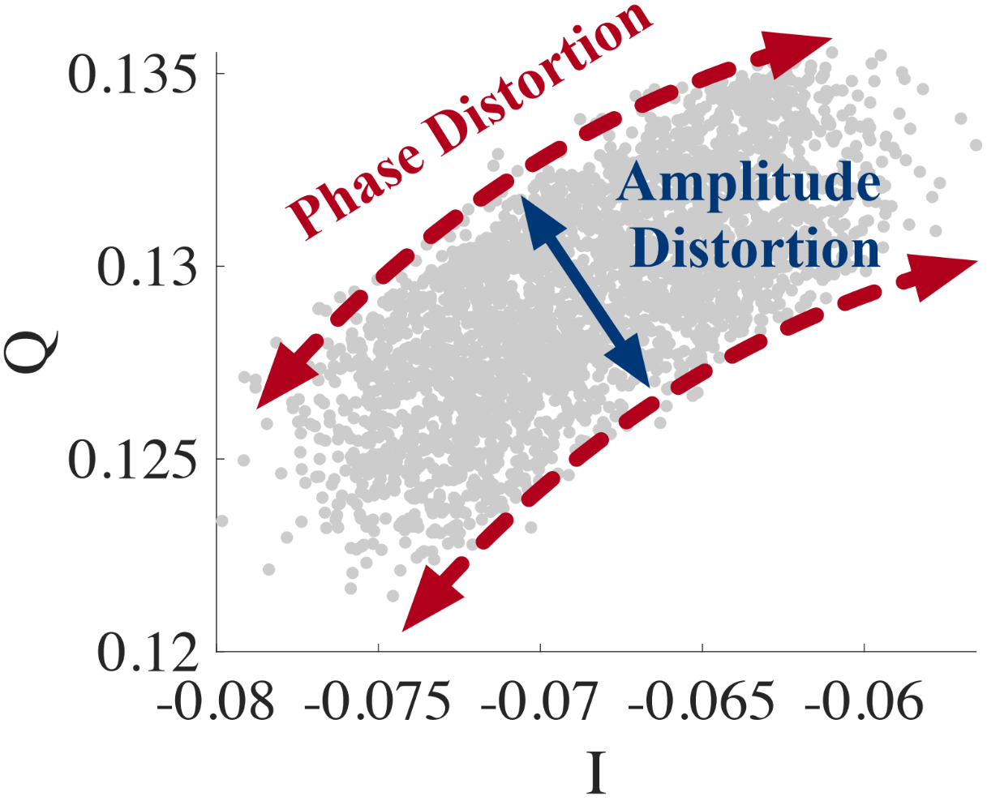 Phase Distortion
0.135
Amplitude
Distortion
0.13
Q
0.125
0.12
-0.08 -0.075 -0.07 -0.065 -0.06
I